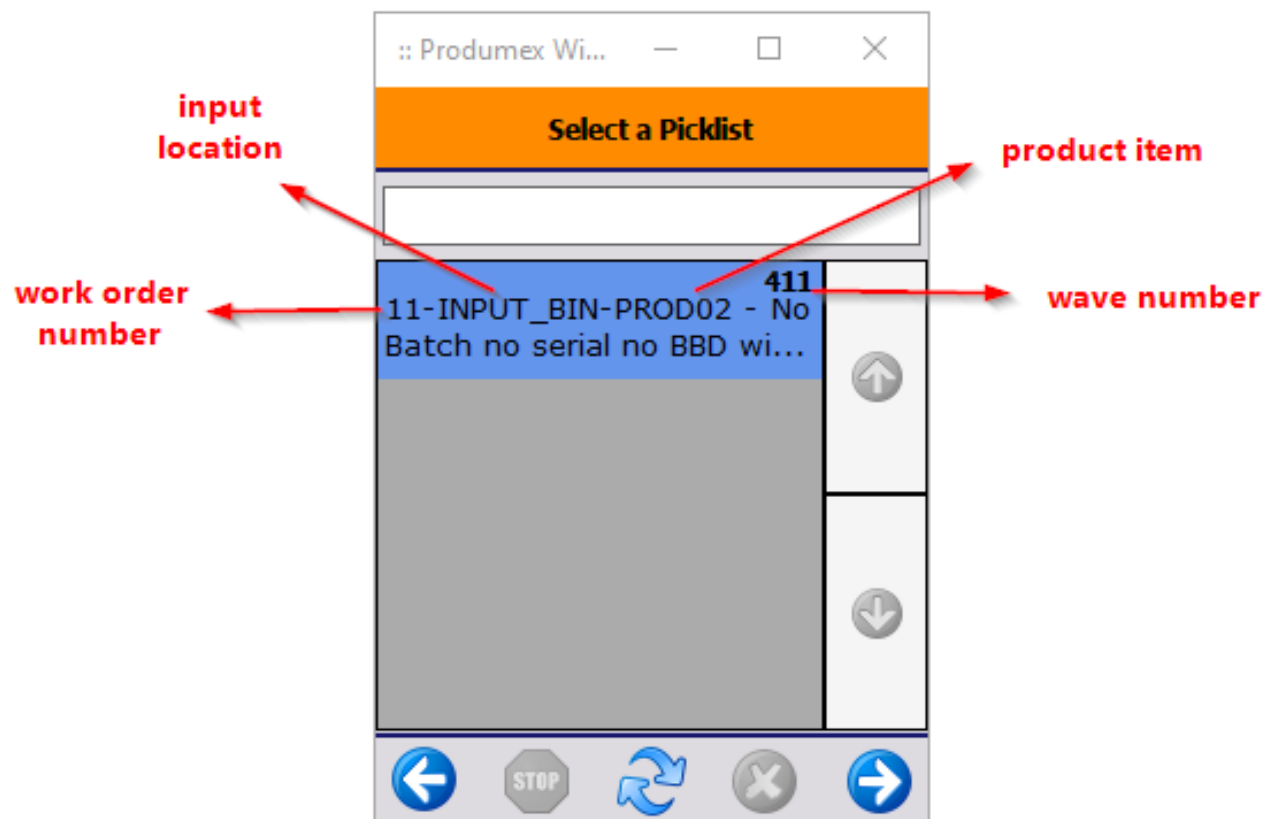 :: Produmex Wi...
input
location
Select a Picklist
product item
411
11-INPUT_BIN-PROD02 - No
Batch no serial no BBD wi...
work order
number
wave number
STOP